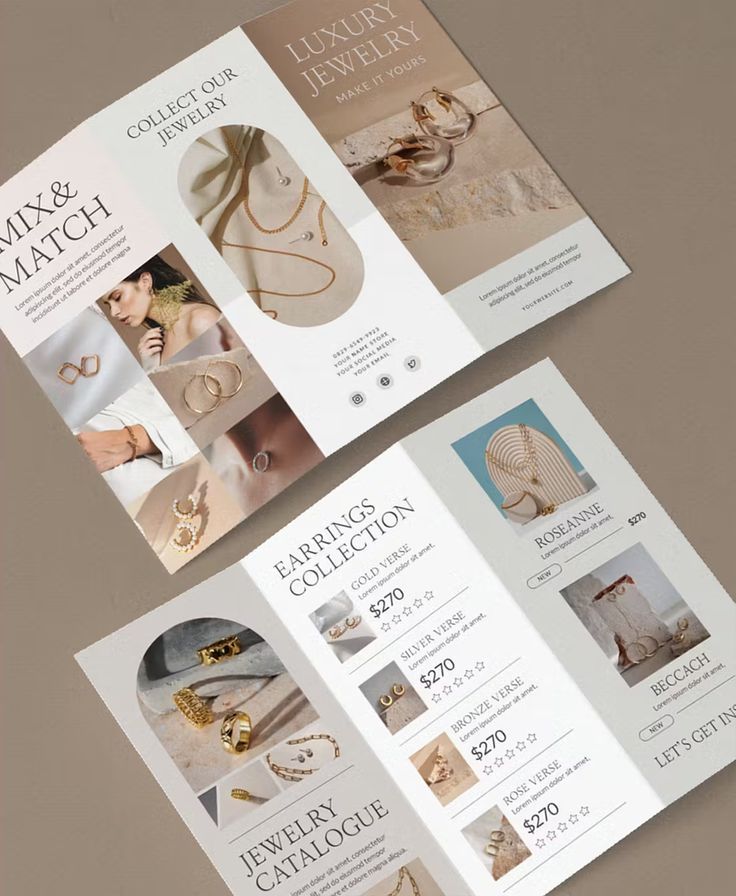 MIX &
MATCH
Lorem ipsum dolor sit amet, consectetur
adipiscing elit, sed do eiusmod tempor
incididunt ut labore et dolore magna
COLLECT OUR
JEWELRY
0829-6549-9923
YOUR NAME STORE
YOUR SOCIAL MEDIA
YOUR EMAIL
LUXURY
JEWELRY
MAKE IT YOURS
Lorem ipsum dolor sit amet, consectetur
adipiscing elit, sed do eiusmod tempor
YOURWEBSITE.COM
JEWELRY
CATALOGUE
Lorem ipsum dolor sit amet, consectetur
adipiscing elit, sed do eiusmod tempor
incididunt ut labore et dolore magna aliqua.
EARRINGS
COLLECTION
GOLD VERSE
Lorem ipsum dolor sit amet.
$270
SILVER VERSE
Lorem ipsum dolor sit amet.
$270
BRONZE VERSE
Lorem ipsum dolor sit amet.
$270
ROSE VERSE
Lorem ipsum dolor sit amet.
$270
ROSEANNE
Lorem ipsum dolor sit amet.
$270
NEW
BECCACH
Lorem ipsum dolor sit amet.
NEW
LET'S GET INS